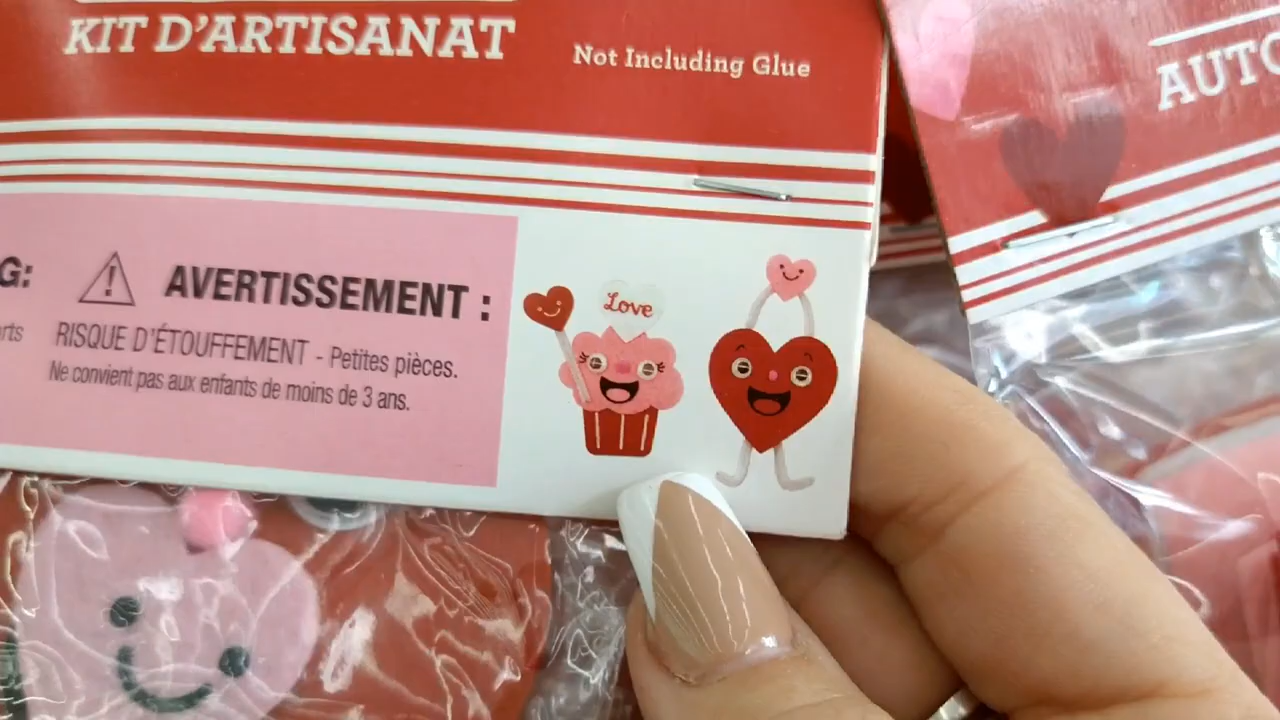 KIT D'ARTISANAT
Not Including Glue
AUTO
G:
AVERTISSEMENT :
rts
RISQUE D'ÉTOUFFEMENT - Petites pièces.
Ne convient pas aux enfants de moins de 3 ans.
Love